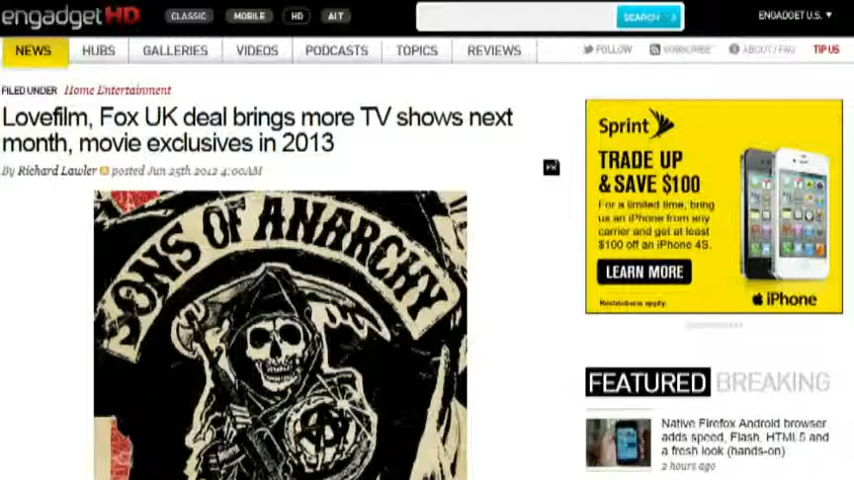 engadget HD
CLASSIC
MOBILE
HD
ALT
SEARCH
ENGADGET U.S.
NEWS
HUBS
GALLERIES
VIDEOS
PODCASTS
TOPICS
REVIEWS
FOLLOW
SUBSCRIBE
ABOUT / FAQ
TIP US
FILED UNDER Home Entertainment
Lovefilm, Fox UK deal brings more TV shows next
month, movie exclusives in 2013
By Richard Lawler posted Jun 25th 2012 4:00AM
SONS OF ANARCHY
Sprint
TRADE UP
& SAVE $100
For a limited time, bring
us an iPhone from any
carrier and get at least
$100 off an iPhone 4S.
LEARN MORE
Restrictions apply.
iPhone
FEATURED BREAKING
Native Firefox Android browser
adds speed, Flash, HTML5 and
a fresh look (hands-on)
2 hours ago